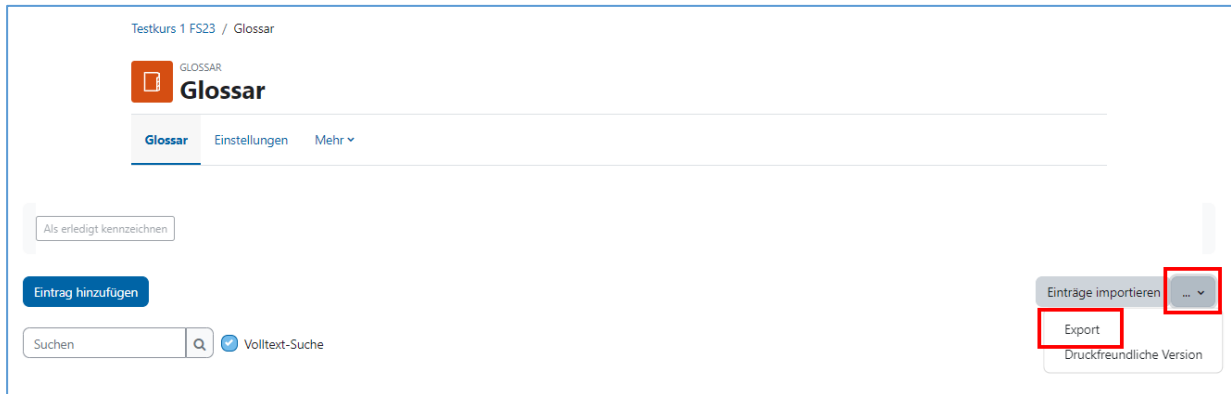 Testkurs 1 FS23 / Glossar
GLOSSAR
Glossar
Glossar Einstellungen Mehr
Als erledigt kennzeichnen
Eintrag hinzufügen Einträge importieren ...
Suchen Volltext-Suche Export
Druckfreundliche Version